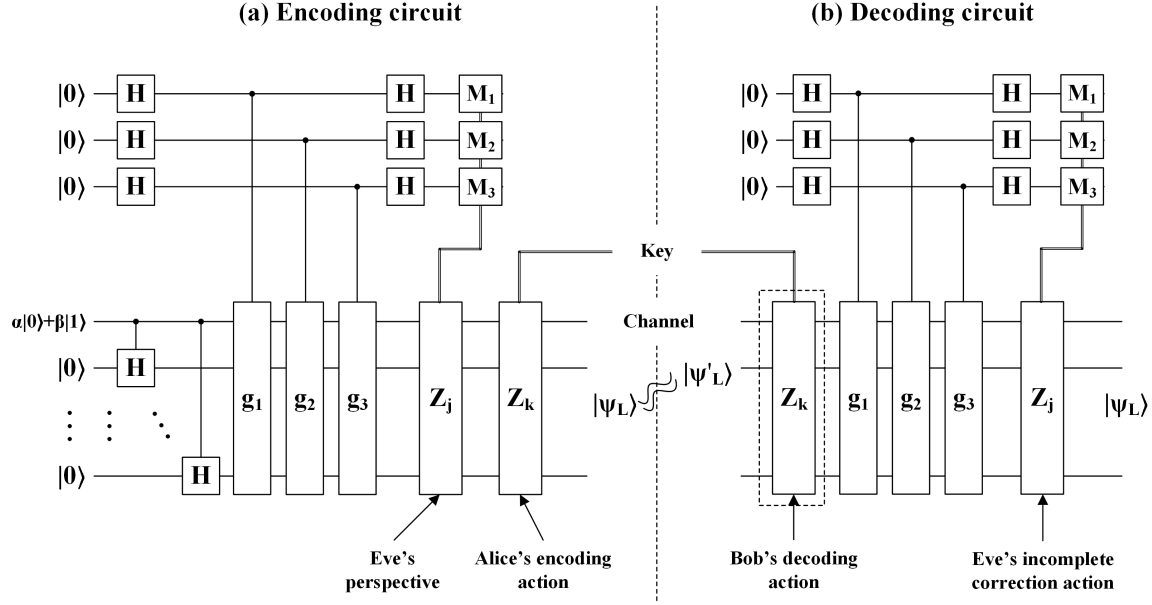 (a) Encoding circuit
(b) Decoding circuit
|0⟩ H H M₁
|0⟩ H H M₂
|0⟩ H H M₃
|0⟩ H H M₁
|0⟩ H H M₂
|0⟩ H H M₃
Key
α|0⟩+β|1⟩
Channel
|0⟩ H
|ψ'L⟩
g₁ g₂ g₃ Zⱼ Zₖ
|ψL⟩
Zₖ g₁ g₂ g₃ Zⱼ
|ψL⟩
|0⟩ H
Eve’s
perspective
Alice’s encoding
action
Bob’s decoding
action
Eve’s incomplete
correction action